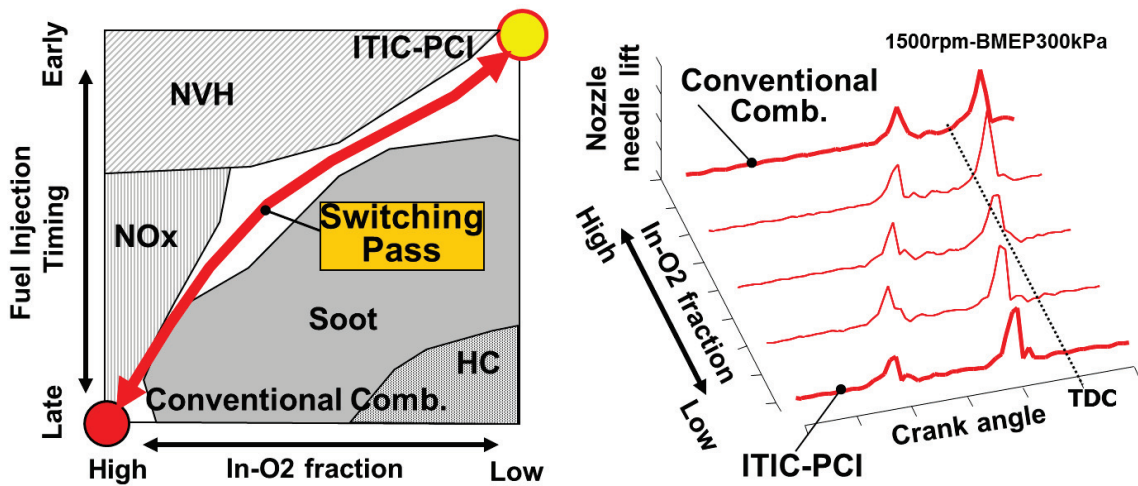 Early
Fuel Injection
Timing
Late
ITIC-PCI
NVH
NOx
Switching
Pass
Soot
HC
Conventional Comb.
High
In-O2 fraction
Low
1500rpm-BMEP300kPa
Nozzle
needle lift
Conventional
Comb.
High
In-O2 fraction
Low
TDC
Crank angle
ITIC-PCI